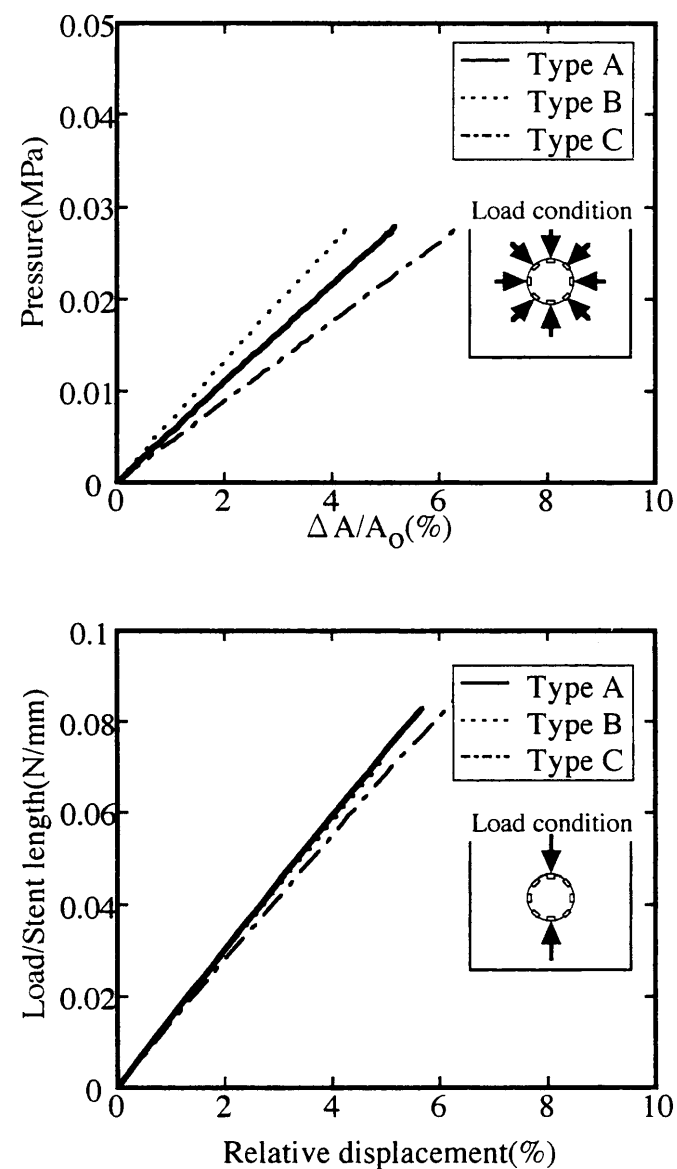 0.05
0.04
0.03
0.02
0.01
0
Pressure(MPa)
Type A
Type B
Type C
Load condition
0 2 4 6 8 10
Δ A/A_O(%)
0.1
0.08
0.06
0.04
0.02
0
Load/Stent length(N/mm)
Type A
Type B
Type C
Load condition
0 2 4 6 8 10
Relative displacement(%)